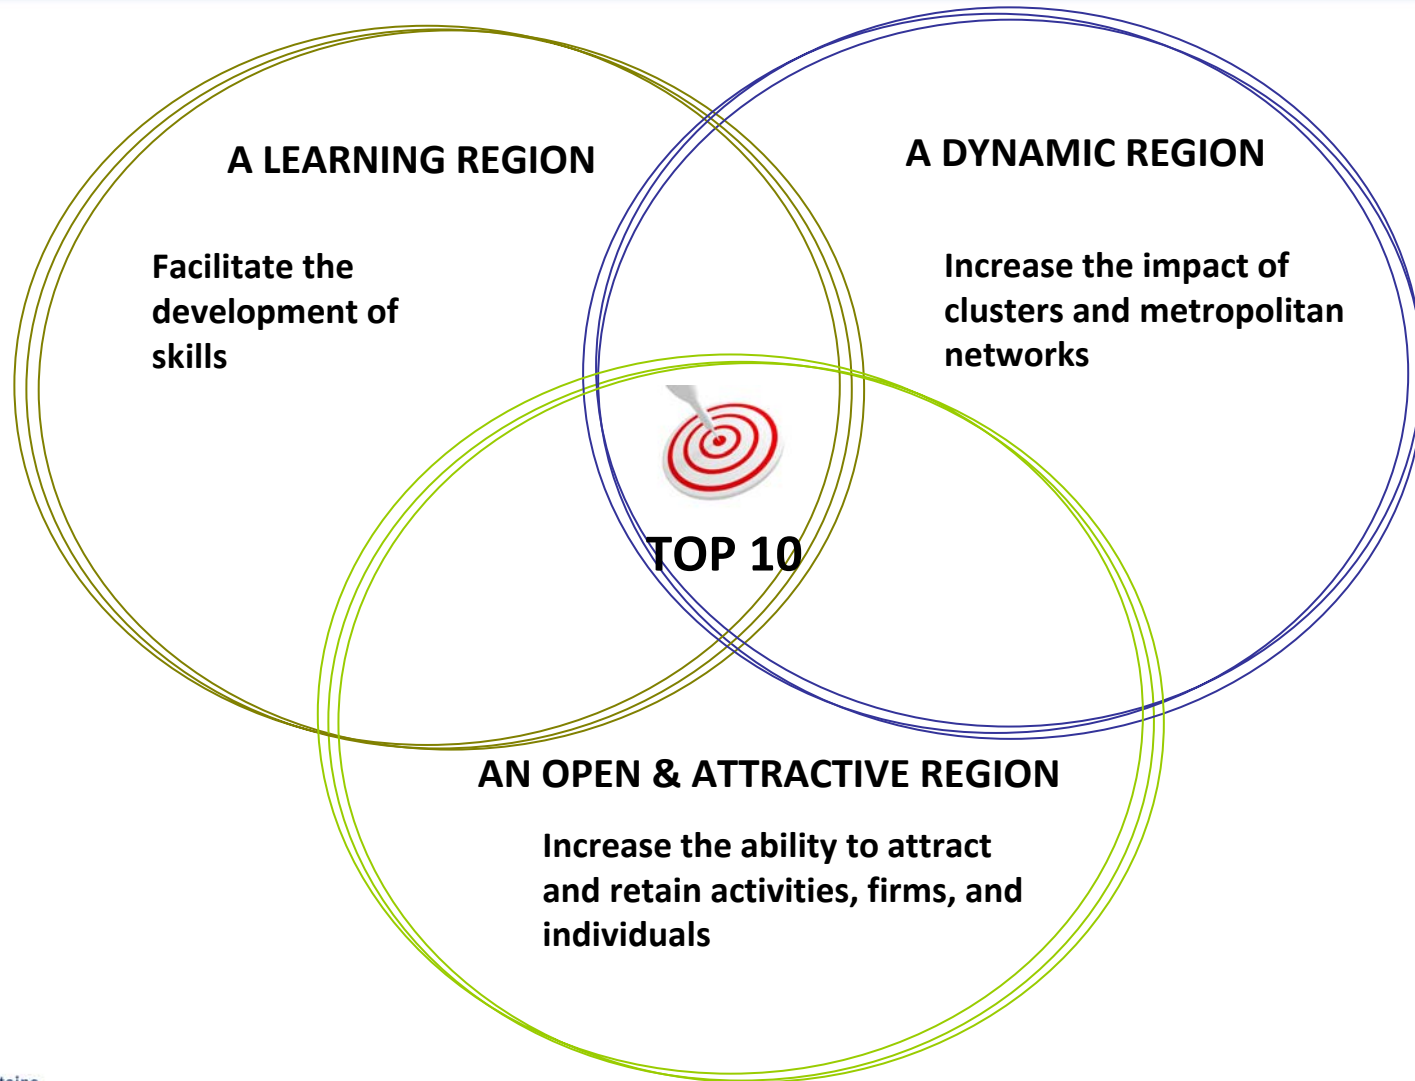 A LEARNING REGION
Facilitate the
development of
skills
A DYNAMIC REGION
Increase the impact of
clusters and metropolitan
networks
TOP 10
AN OPEN & ATTRACTIVE REGION
Increase the ability to attract
and retain activities, firms, and
individuals